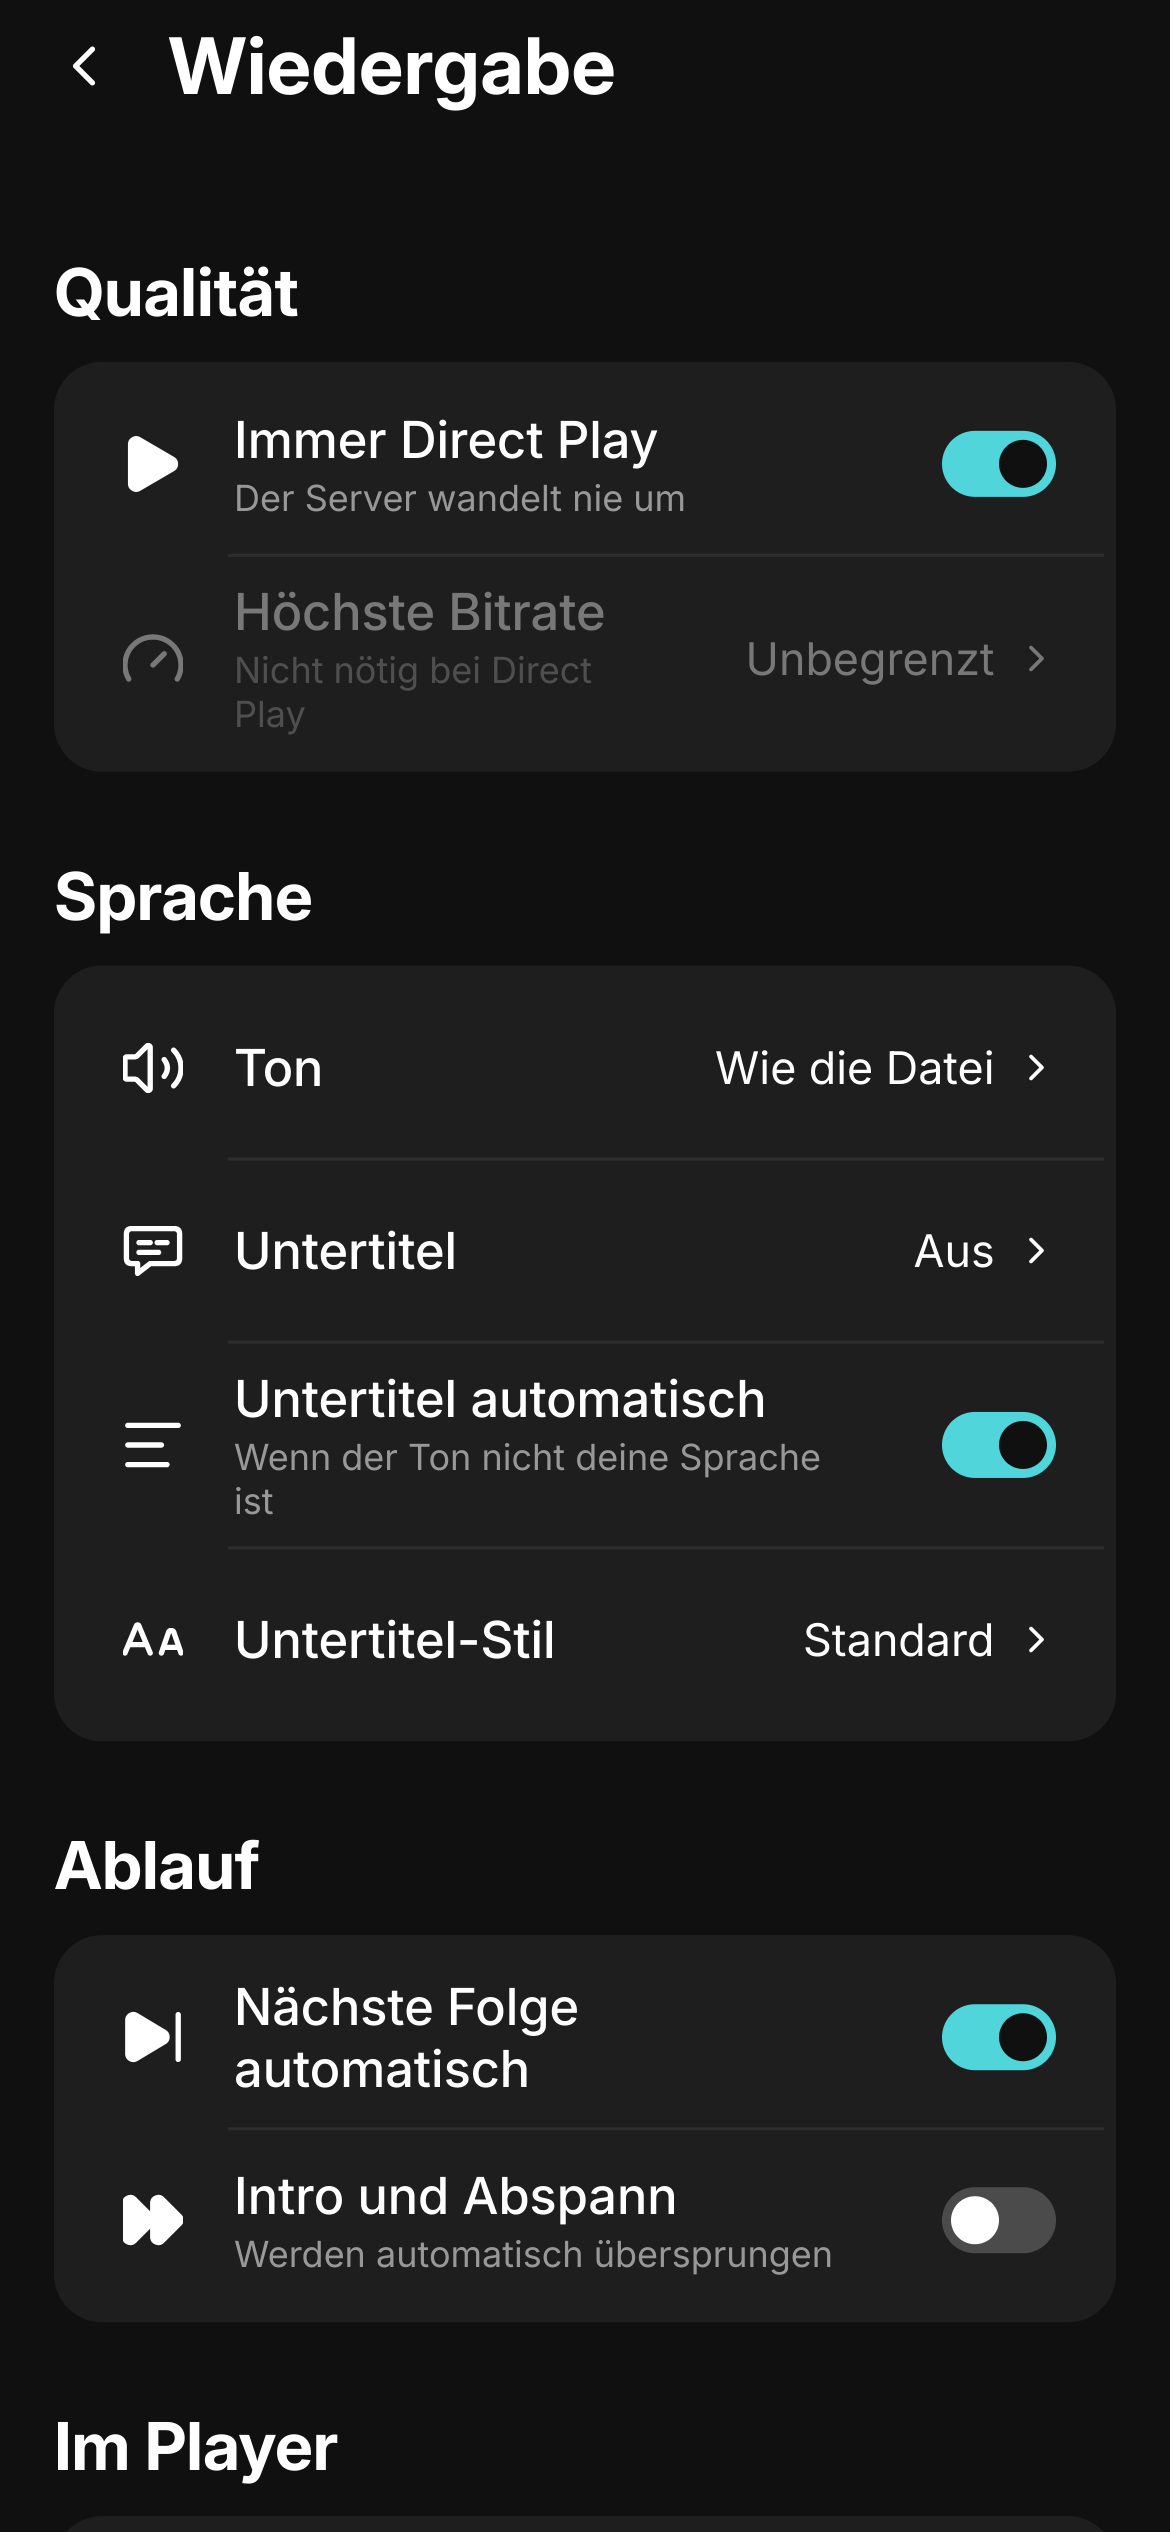 Wiedergabe
Qualität
Immer Direct Play
Der Server wandelt nie um
Höchste Bitrate
Nicht nötig bei Direct
Play
Unbegrenzt
Sprache
Ton
Wie die Datei
Untertitel
Aus
Untertitel automatisch
Wenn der Ton nicht deine Sprache
ist
AA
Untertitel-Stil
Standard
Ablauf
Nächste Folge
automatisch
Intro und Abspann
Werden automatisch übersprungen
Im Player